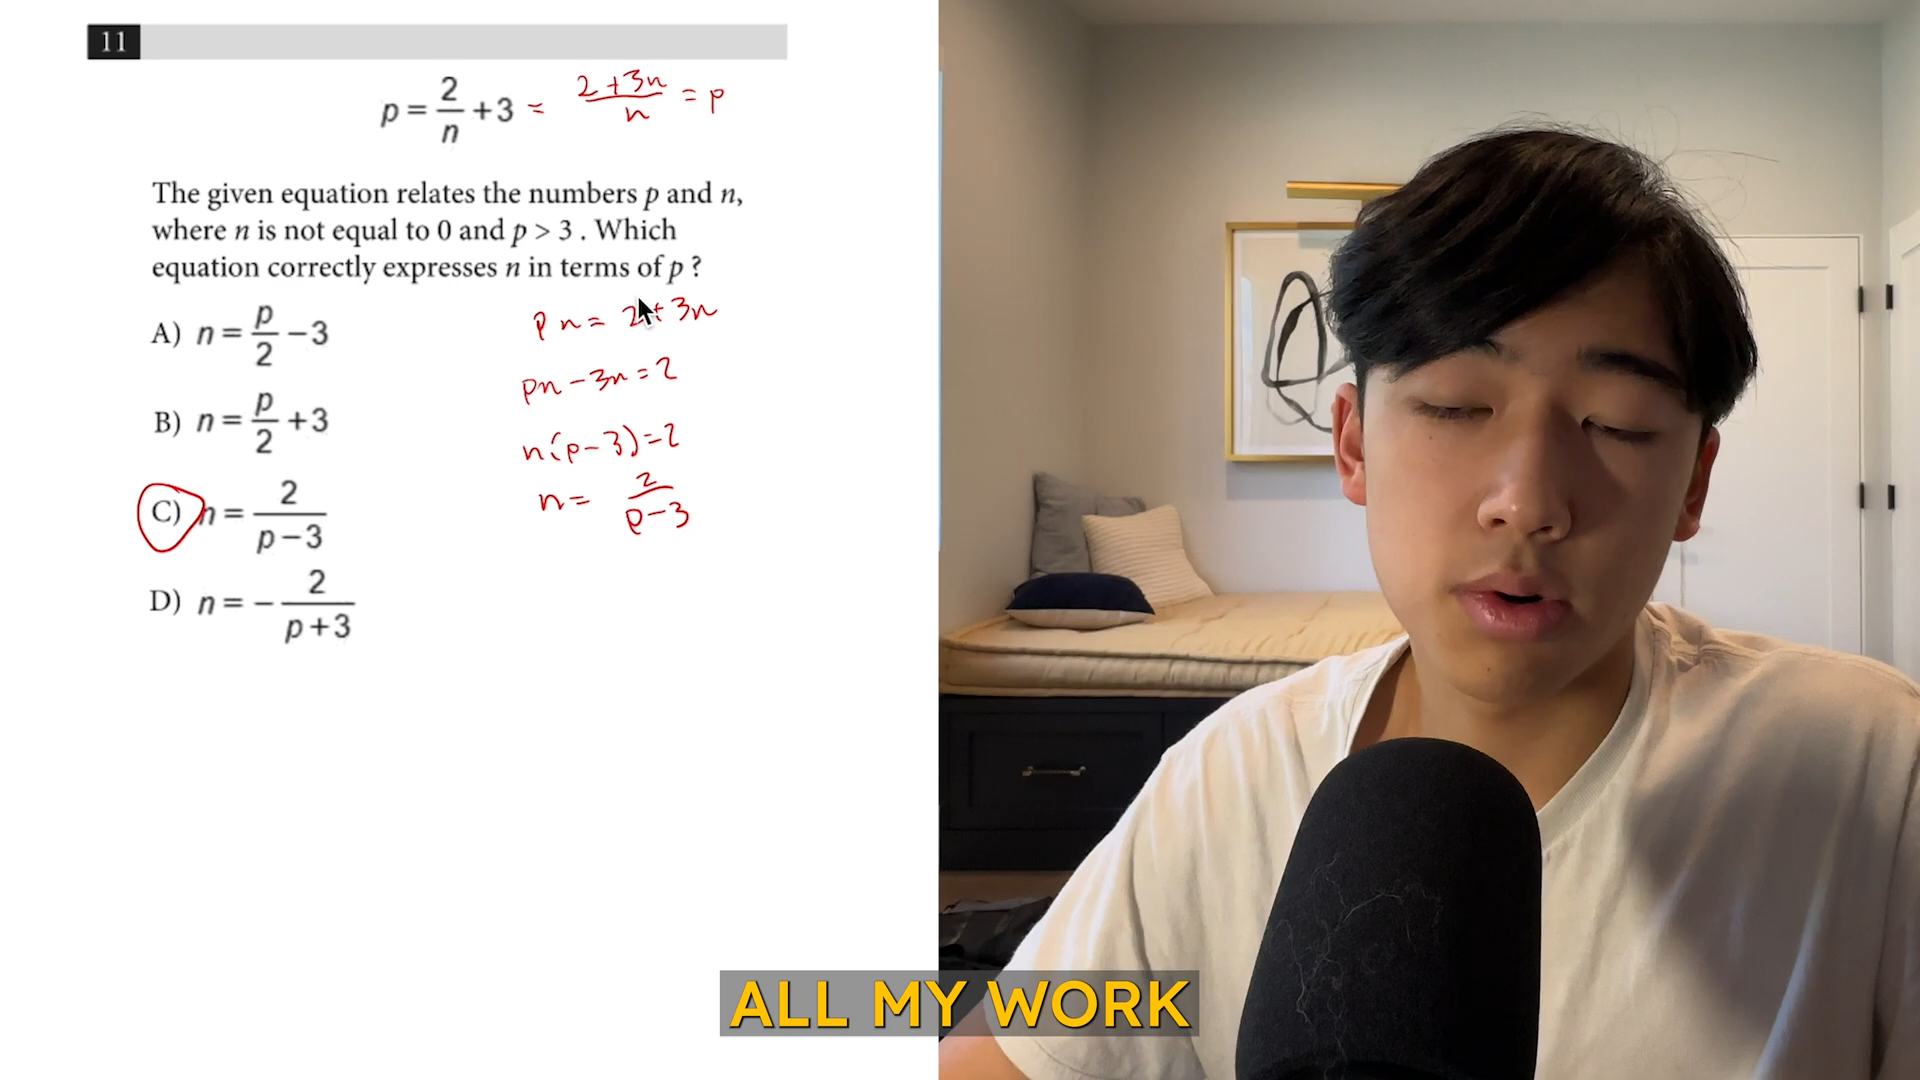 11
p = 2/n + 3 = (2+3n)/n = p
The given equation relates the numbers p and n,
where n is not equal to 0 and p > 3 . Which
equation correctly expresses n in terms of p ?
pn = 2+3n
A) n = p/2 − 3
pn − 3n = 2
B) n = p/2 + 3
n(p−3)=2
C) n = 2/(p−3)
n = 2/(p−3)
D) n = − 2/(p+3)
ALL MY WORK